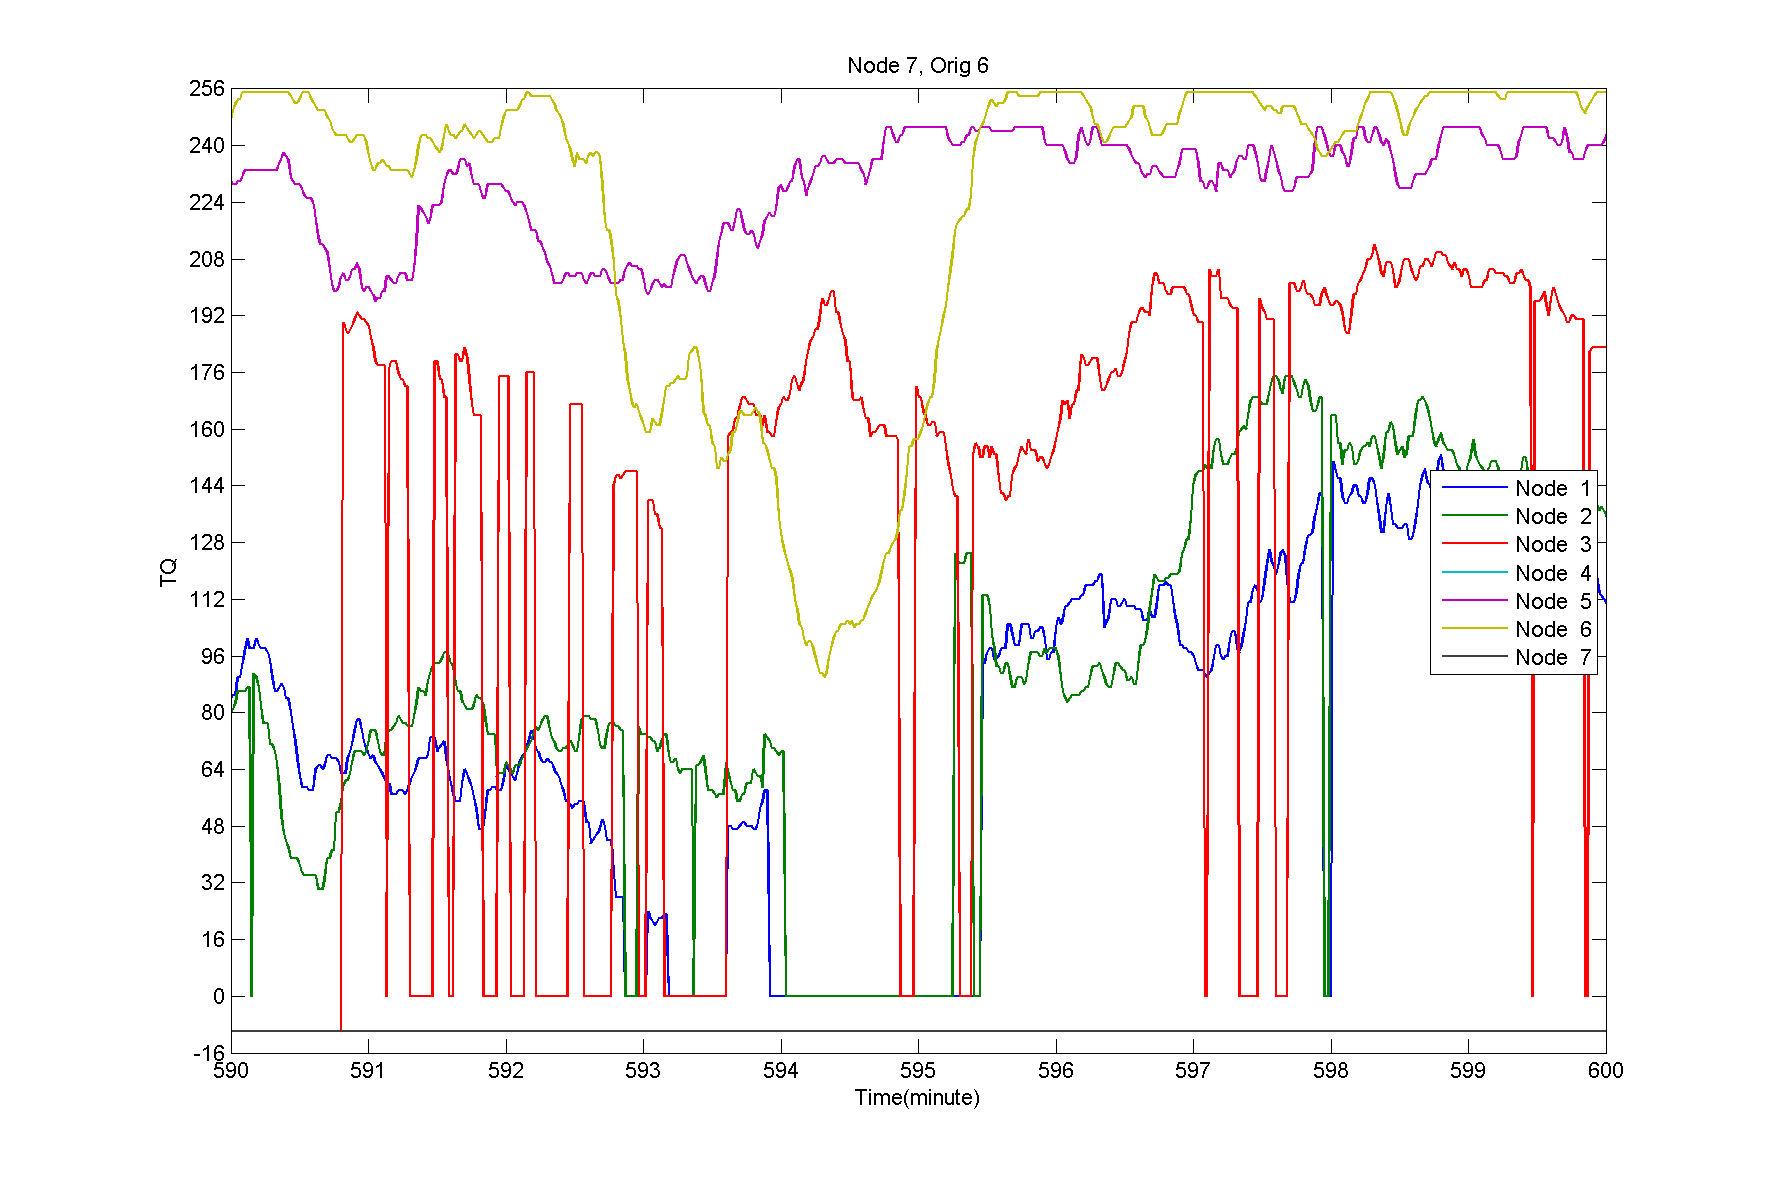 Node 7, Orig 6
256
240
224
208
192
176
160
144
128
112
96
80
64
48
32
16
0
-16
TQ
Node 1
Node 2
Node 3
Node 4
Node 5
Node 6
Node 7
590 591 592 593 594 595 596 597 598 599 600
Time(minute)